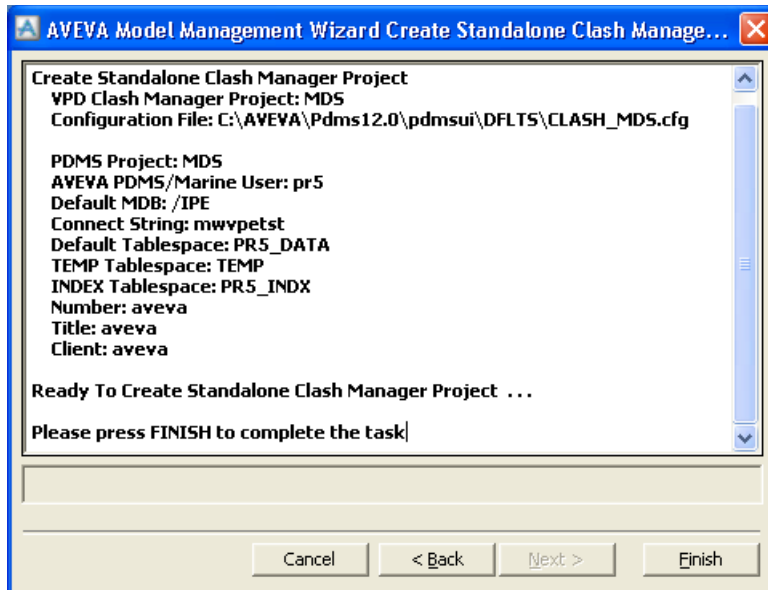 AVEVA Model Management Wizard Create Standalone Clash Manage...
Create Standalone Clash Manager Project
VPD Clash Manager Project: MDS
Configuration File: C:\AVEVA\Pdms12.0\pdmsui\DFLTS\CLASH_MDS.cfg
PDMS Project: MDS
AVEVA PDMS/Marine User: pr5
Default MDB: /IPE
Connect String: mwvpetst
Default Tablespace: PR5_DATA
TEMP Tablespace: TEMP
INDEX Tablespace: PR5_INDX
Number: aveva
Title: aveva
Client: aveva
Ready To Create Standalone Clash Manager Project ...
Please press FINISH to complete the task
Cancel < Back Next > Finish